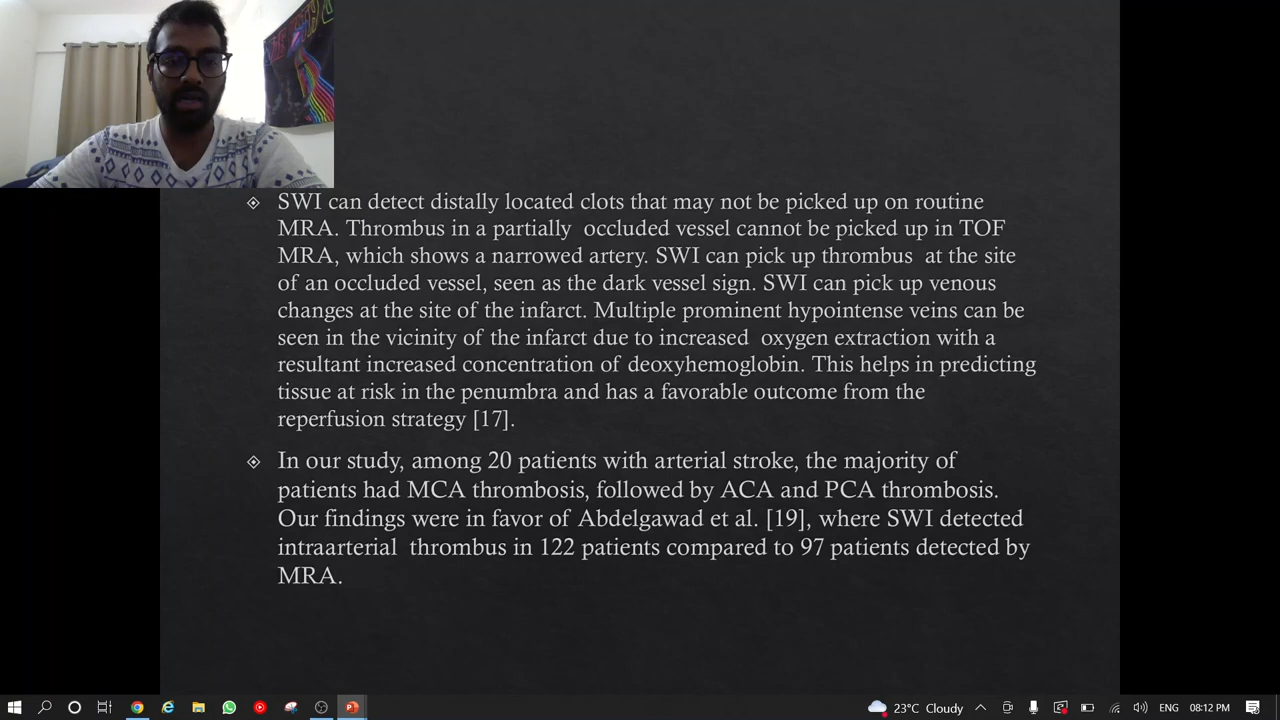 SWI can detect distally located clots that may not be picked up on routine
MRA. Thrombus in a partially occluded vessel cannot be picked up in TOF
MRA, which shows a narrowed artery. SWI can pick up thrombus at the site
of an occluded vessel, seen as the dark vessel sign. SWI can pick up venous
changes at the site of the infarct. Multiple prominent hypointense veins can be
seen in the vicinity of the infarct due to increased oxygen extraction with a
resultant increased concentration of deoxyhemoglobin. This helps in predicting
tissue at risk in the penumbra and has a favorable outcome from the
reperfusion strategy [17].
In our study, among 20 patients with arterial stroke, the majority of
patients had MCA thrombosis, followed by ACA and PCA thrombosis.
Our findings were in favor of Abdelgawad et al. [19], where SWI detected
intraarterial thrombus in 122 patients compared to 97 patients detected by
MRA.
23°C Cloudy
ENG
08:12 PM